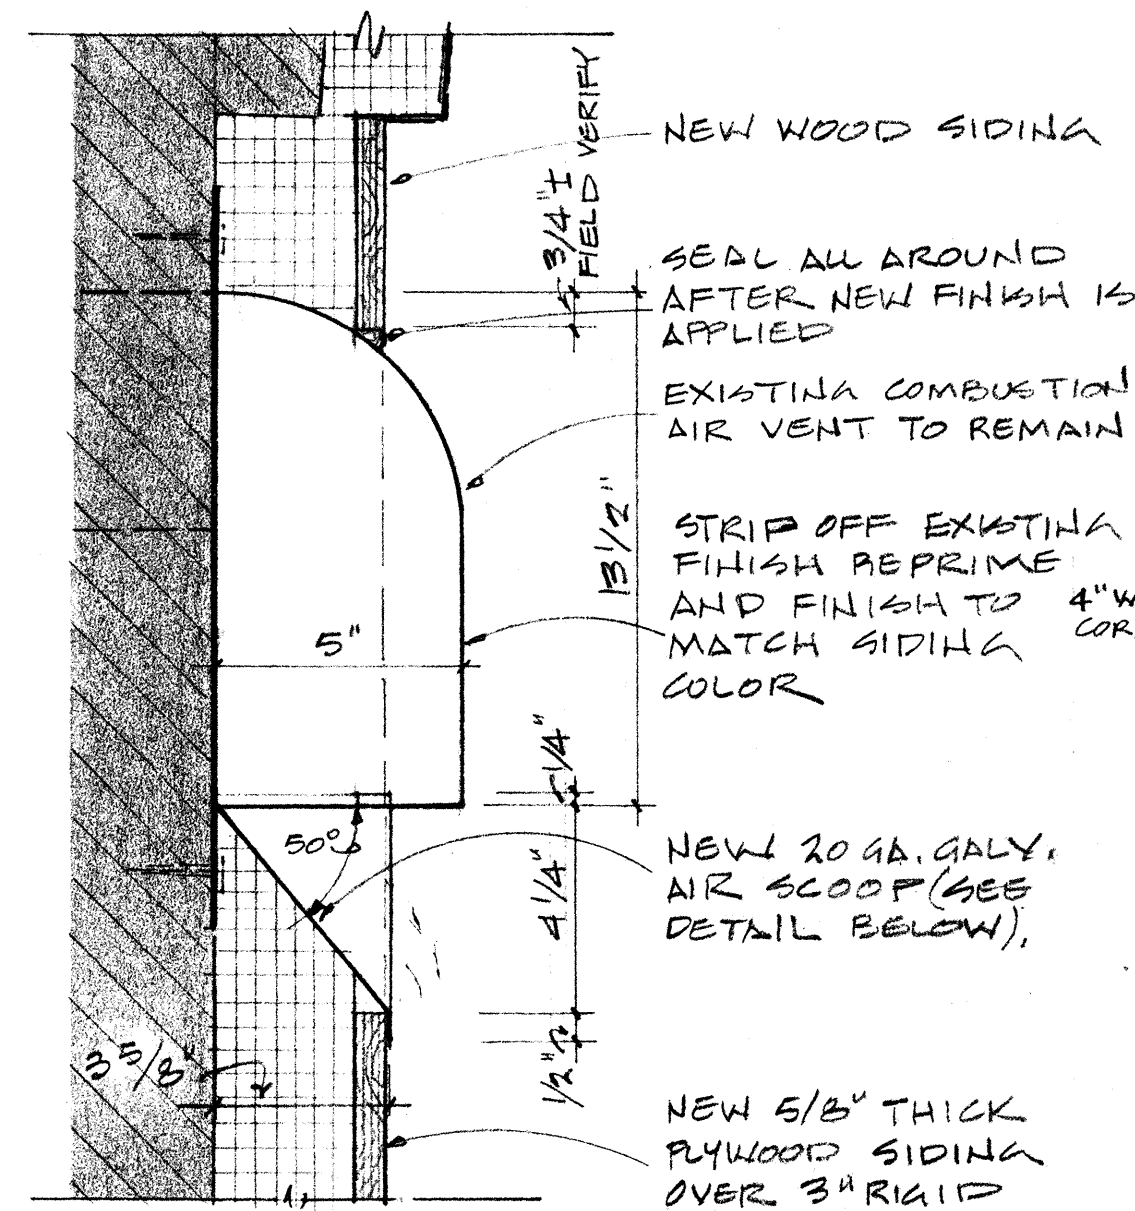 NEW WOOD SIDING
3/4"±
FIELD VERIFY
SEAL ALL AROUND
AFTER NEW FINISH IS
APPLIED
EXISTING COMBUSTION
AIR VENT TO REMAIN
13 1/2"
STRIP OFF EXISTING
FINISH REPRIME
AND FINISH TO
MATCH SIDING
COLOR
4"W
COR
5"
1/4"
50°
4 1/4"
NEW 20 GA. GALV.
AIR SCOOP (SEE
DETAIL BELOW).
3 5/8"
1/2"
NEW 5/8" THICK
PLYWOOD SIDING
OVER 3" RIGID